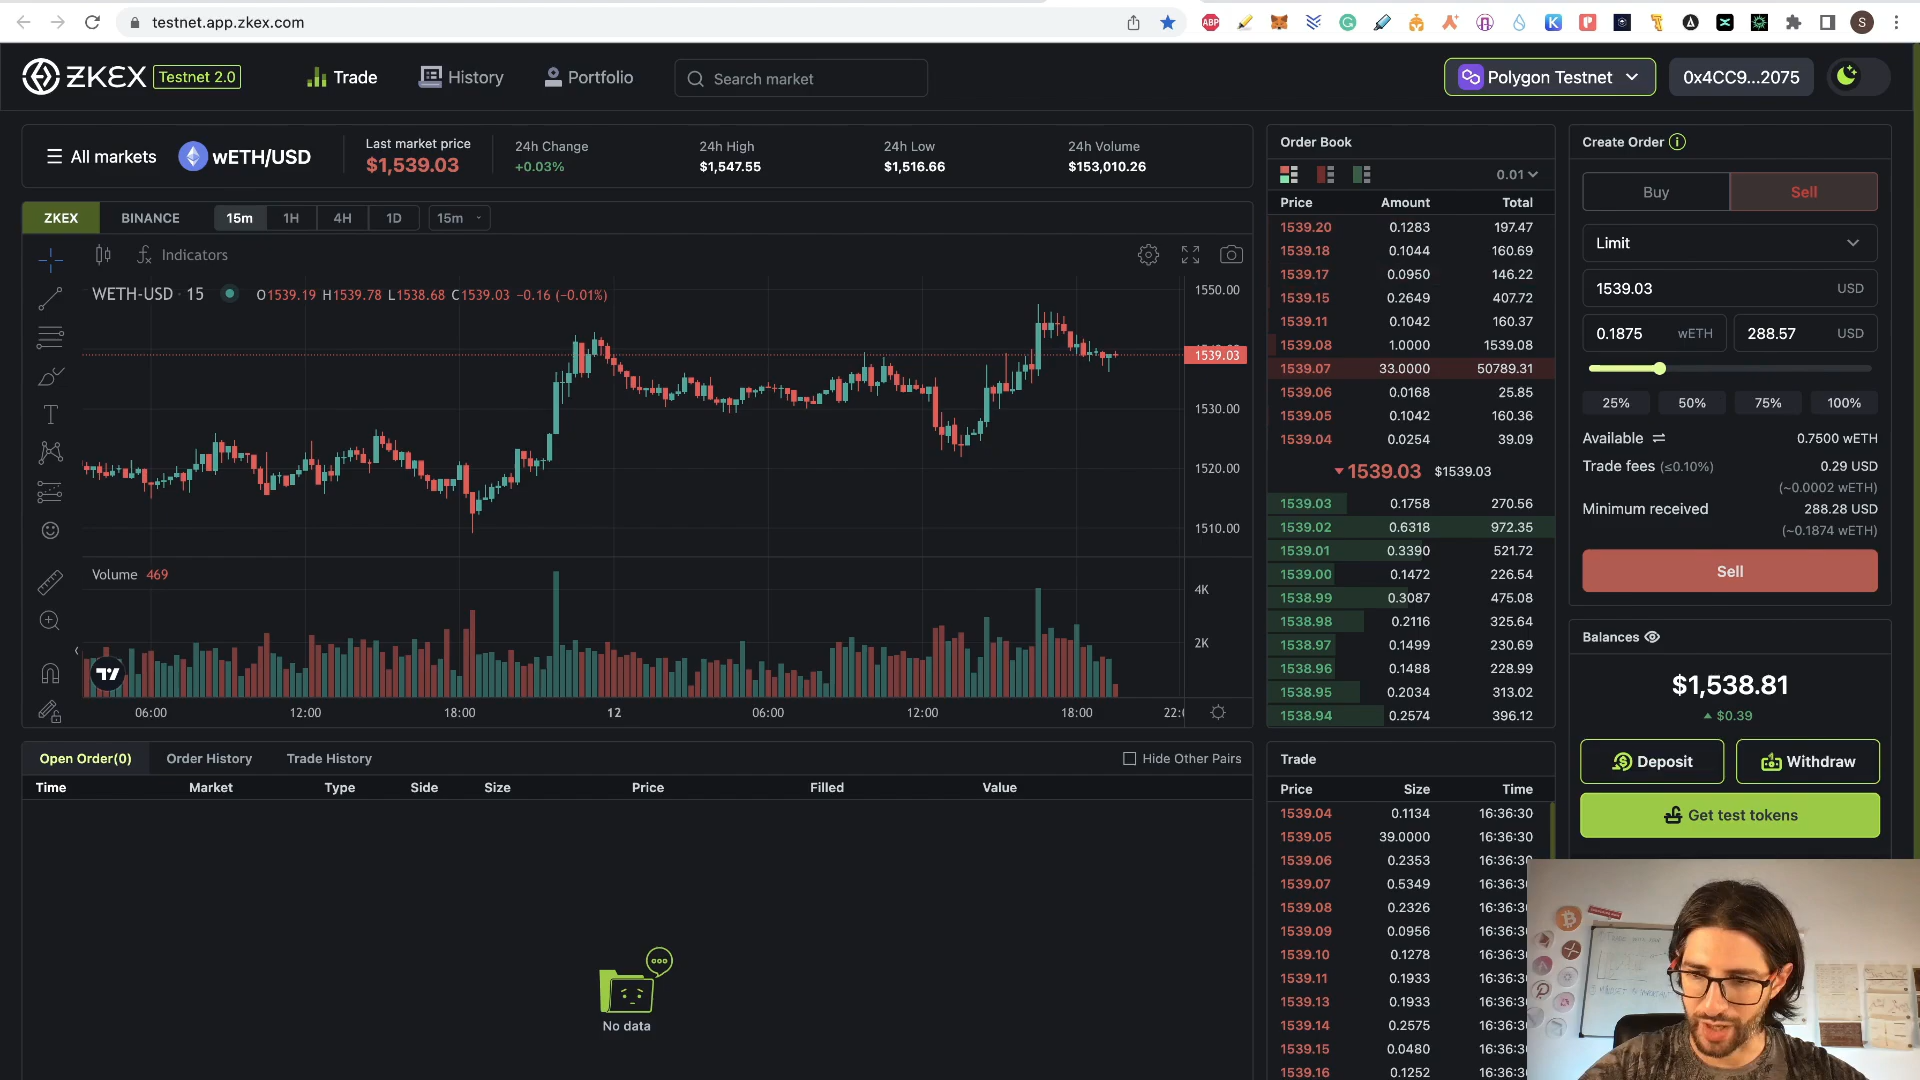 testnet.app.zkex.com
ZKEX Testnet 2.0 Trade History Portfolio Search market Polygon Testnet 0x4CC9...2075
All markets wETH/USD
Last market price
$1,539.03
24h Change
+0.03%
24h High
$1,547.55
24h Low
$1,516.66
24h Volume
$153,010.26
ZKEX BINANCE 15m 1H 4H 1D 15m
Indicators
WETH-USD · 15 O1539.19 H1539.78 L1538.68 C1539.03 −0.16 (−0.01%)
1550.00
1539.03
1530.00
1520.00
1510.00
Volume 469
4K
2K
06:00 12:00 18:00 12 06:00 12:00 18:00
Open Order(0) Order History Trade History Hide Other Pairs
Time Market Type Side Size Price Filled Value
No data
Order Book
0.01
Price Amount Total
1539.20 0.1283 197.47
1539.18 0.1044 160.69
1539.17 0.0950 146.22
1539.15 0.2649 407.72
1539.11 0.1042 160.37
1539.08 1.0000 1539.08
1539.07 33.0000 50789.31
1539.06 0.0168 25.85
1539.05 0.1042 160.36
1539.04 0.0254 39.09
1539.03 $1539.03
1539.03 0.1758 270.56
1539.02 0.6318 972.35
1539.01 0.3390 521.72
1539.00 0.1472 226.54
1538.99 0.3087 475.08
1538.98 0.2116 325.64
1538.97 0.1499 230.69
1538.96 0.1488 228.99
1538.95 0.2034 313.02
1538.94 0.2574 396.12
Trade
Price Size Time
1539.04 0.1134 16:36:30
1539.05 39.0000 16:36:30
1539.06 0.2353 16:36:30
1539.07 0.5349
1539.08 0.2326
1539.09 0.0956
1539.10 0.1278
1539.11 0.1933
1539.13 0.1933
1539.14 0.2575
1539.15 0.0480
1539.16 0.1252
Create Order
Buy Sell
Limit
1539.03 USD
0.1875 wETH 288.57 USD
25% 50% 75% 100%
Available 0.7500 wETH
Trade fees (≤0.10%) 0.29 USD
(~0.0002 wETH)
Minimum received 288.28 USD
(~0.1874 wETH)
Sell
Balances
$1,538.81
$0.39
Deposit Withdraw
Get test tokens